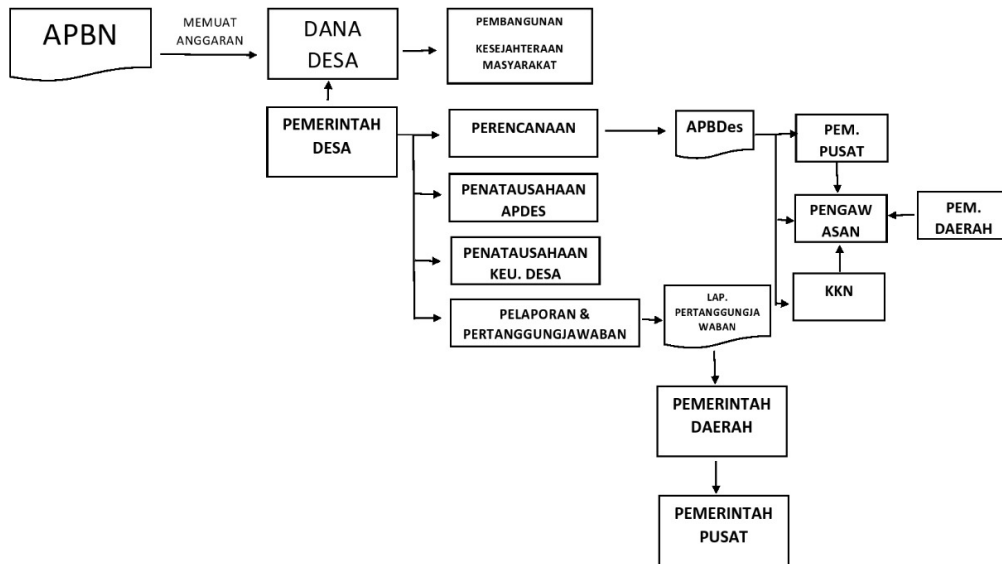 APBN
MEMUAT
ANGGARAN
DANA
DESA
PEMBANGUNAN
KESEJAHTERAAN
MASYARAKAT
PEMERINTAH
DESA
PERENCANAAN
APBDes
PEM.
PUSAT
PENATAUSAHAAN
APDES
PENGAW
ASAN
PEM.
DAERAH
PENATAUSAHAAN
KEU. DESA
KKN
PELAPORAN &
PERTANGGUNGJAWABAN
LAP.
PERTANGGUNGJA
WABAN
PEMERINTAH
DAERAH
PEMERINTAH
PUSAT